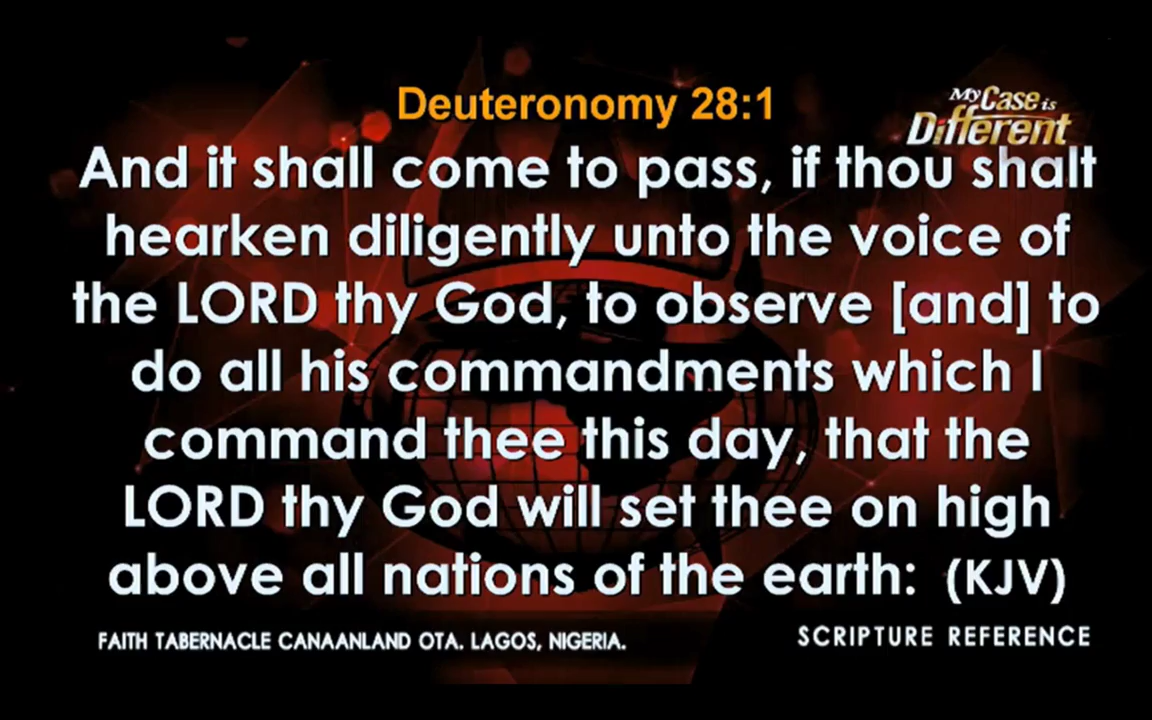 Deuteronomy 28:1
My Case is
Different
And it shall come to pass, if thou shalt
hearken diligently unto the voice of
the LORD thy God, to observe [and] to
do all his commandments which I
command thee this day, that the
LORD thy God will set thee on high
above all nations of the earth: (KJV)
FAITH TABERNACLE CANAANLAND OTA. LAGOS, NIGERIA.
SCRIPTURE REFERENCE